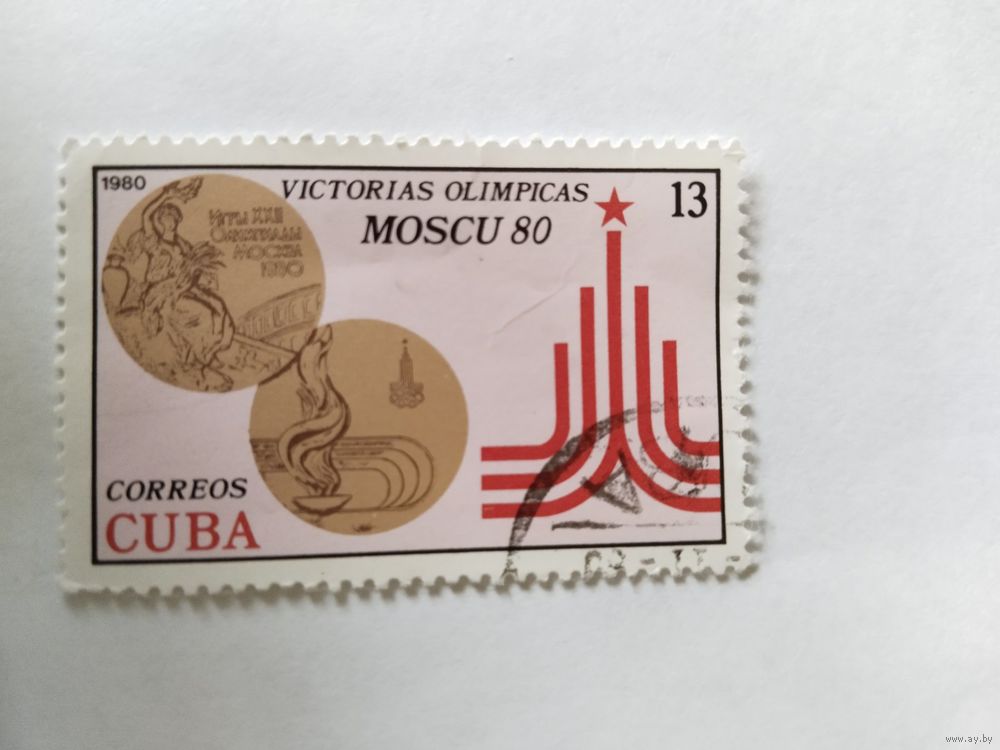 1980
VICTORIAS OLIMPICAS
13
MOSCU 80
ИГРЫ XXII
ОЛИМПИАДЫ
МОСКВА
1980
CORREOS
CUBA
www.ay.by